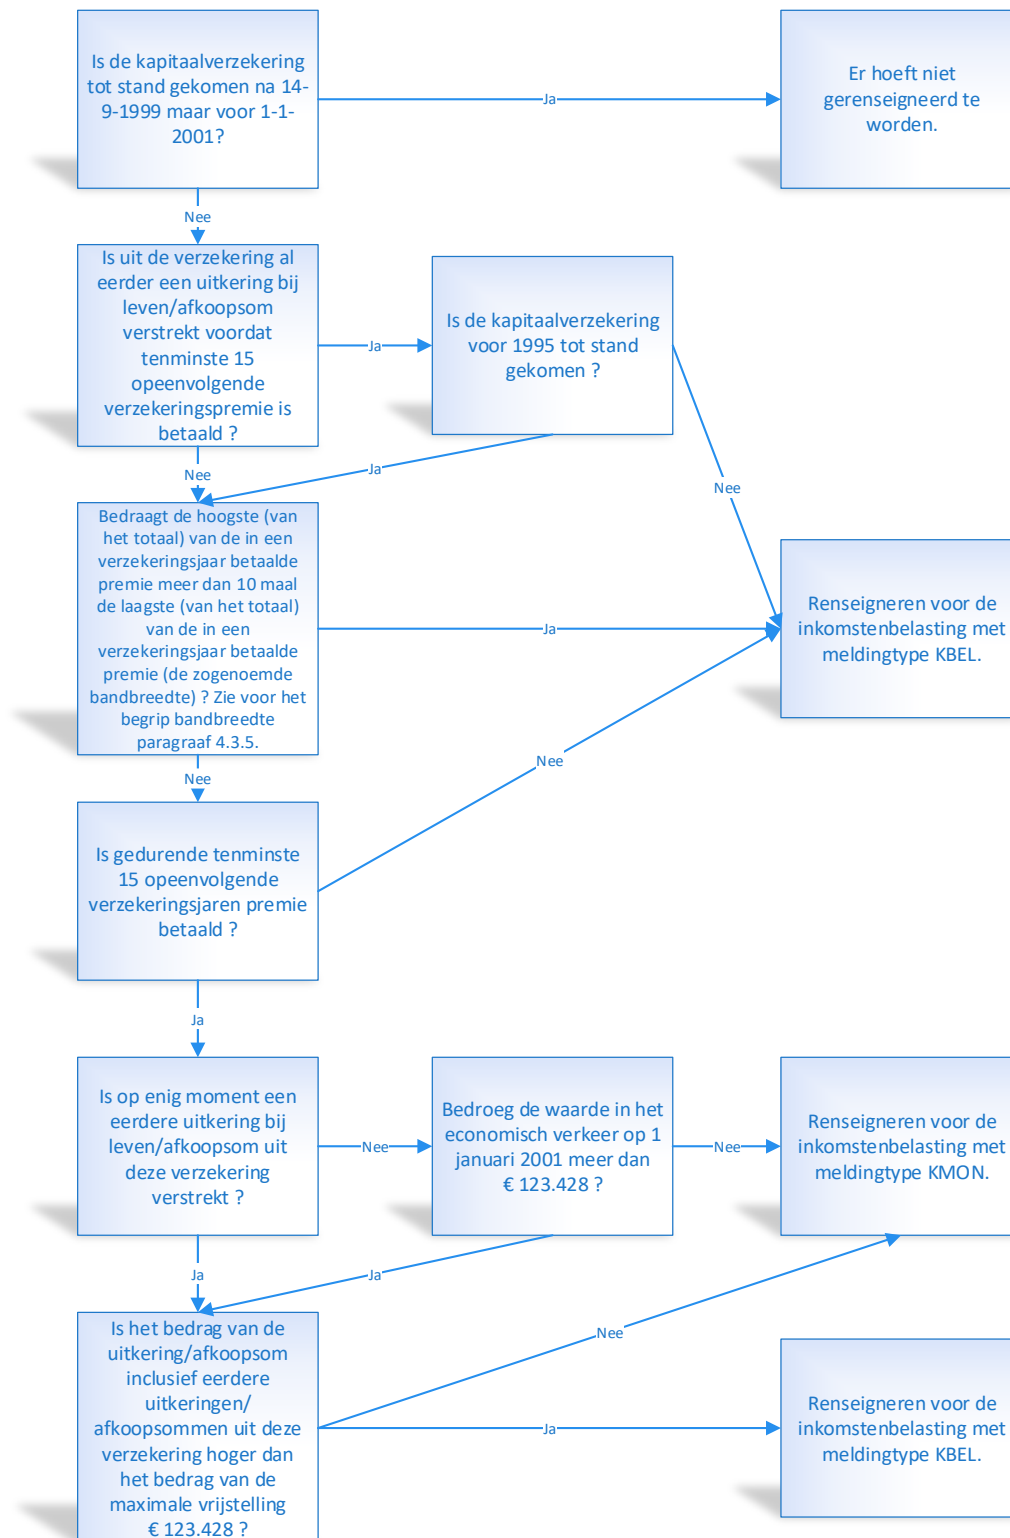 Is de kapitaalverzekering
tot stand gekomen na 14-
9-1999 maar voor 1-1-
2001?
Ja
Er hoeft niet
gerenseigneerd te
worden.
Nee
Is uit de verzekering al
eerder een uitkering bij
leven/afkoopsom
verstrekt voordat
tenminste 15
opeenvolgende
verzekeringspremie is
betaald ?
Ja
Is de kapitaalverzekering
voor 1995 tot stand
gekomen ?
Nee
Ja
Nee
Bedraagt de hoogste (van
het totaal) van de in een
verzekeringsjaar betaalde
premie meer dan 10 maal
de laagste (van het totaal)
van de in een
verzekeringsjaar betaalde
premie (de zogenoemde
bandbreedte) ? Zie voor het
begrip bandbreedte
paragraaf 4.3.5.
Ja
Renseigneren voor de
inkomstenbelasting met
meldingtype KBEL.
Nee
Nee
Is gedurende tenminste
15 opeenvolgende
verzekeringsjaren premie
betaald ?
Ja
Is op enig moment een
eerdere uitkering bij
leven/afkoopsom uit
deze verzekering
verstrekt ?
Nee
Bedroeg de waarde in het
economisch verkeer op 1
januari 2001 meer dan
€ 123.428 ?
Nee
Renseigneren voor de
inkomstenbelasting met
meldingtype KMON.
Ja
Ja
Nee
Is het bedrag van de
uitkering/afkoopsom
inclusief eerdere
uitkeringen/
afkoopsommen uit deze
verzekering hoger dan
het bedrag van de
maximale vrijstelling
€ 123.428 ?
Ja
Renseigneren voor de
inkomstenbelasting met
meldingtype KBEL.